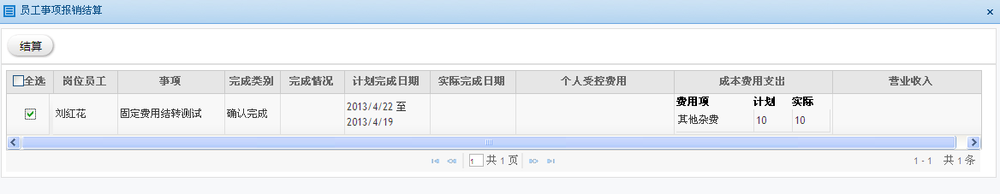 员工事项报销结算
结算
全选 岗位员工 事项 完成类别 完成情况 计划完成日期 实际完成日期 个人受控费用 成本费用支出 营业收入
刘红花 固定费用结转测试 确认完成 2013/4/22 至 2013/4/19
费用项 计划 实际
其他杂费 10 10
1 共 1 页
1 - 1 共 1 条